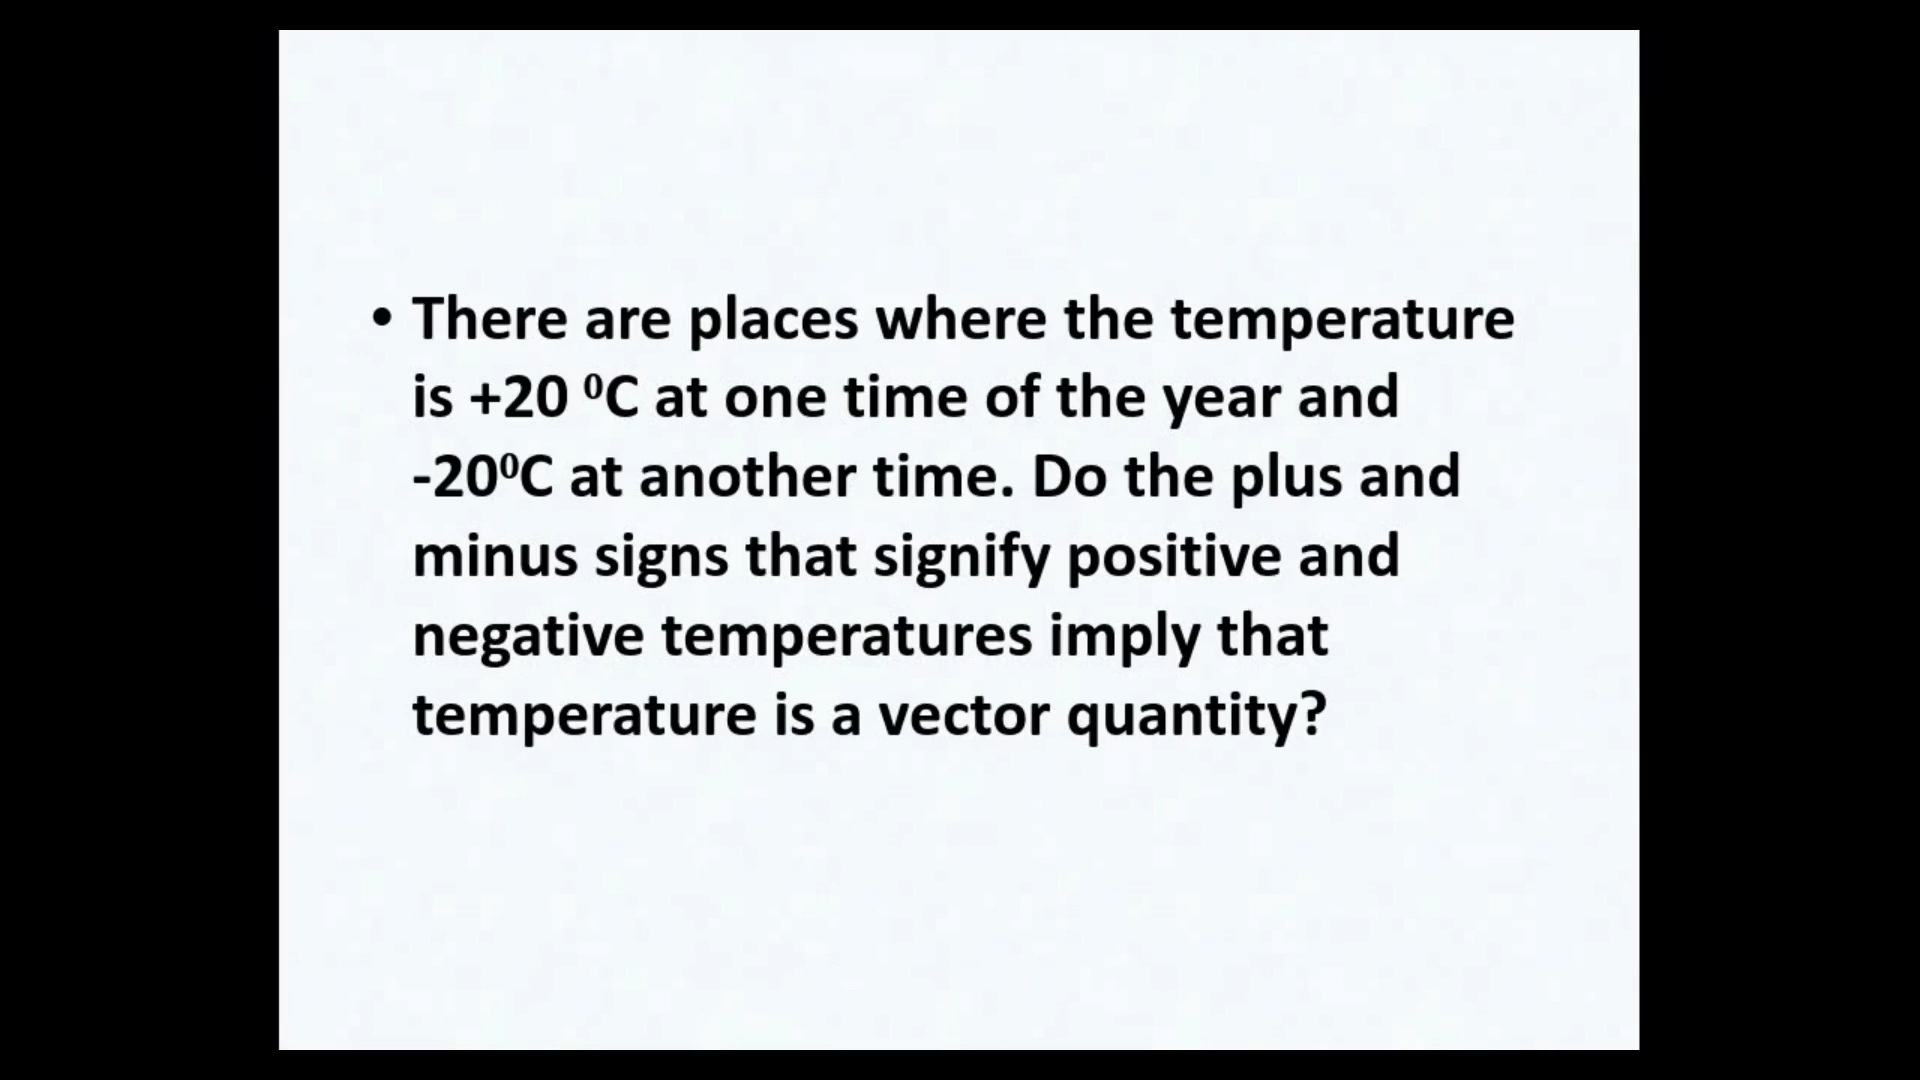 • There are places where the temperature
is +20 ⁰C at one time of the year and
-20⁰C at another time. Do the plus and
minus signs that signify positive and
negative temperatures imply that
temperature is a vector quantity?